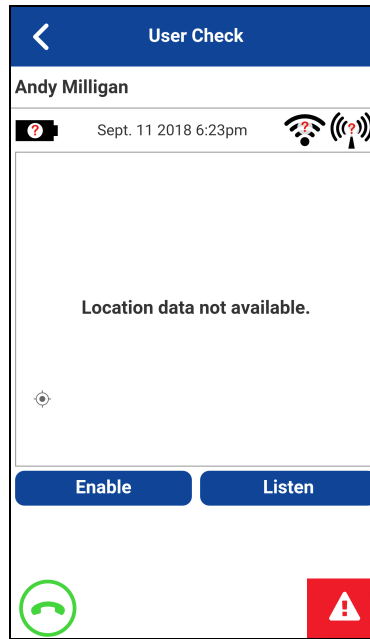 User Check
Andy Milligan
? Sept. 11 2018 6:23pm ? ?
Location data not available.
Enable Listen